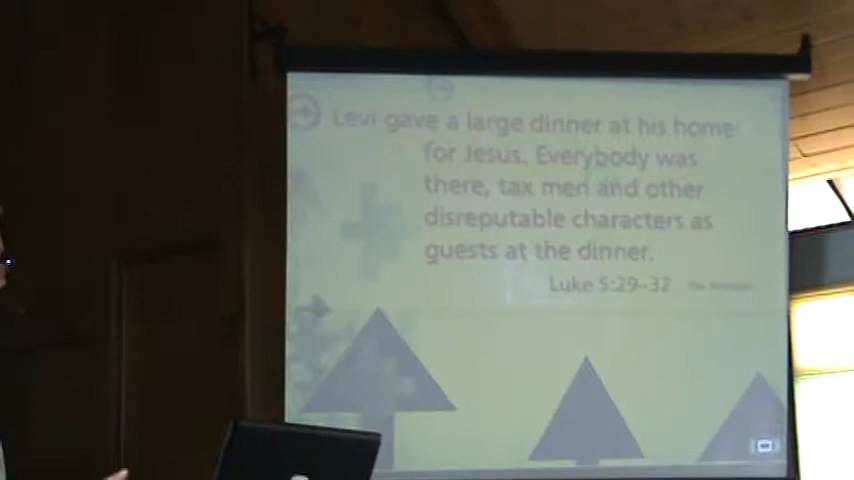 Levi gave a large dinner at his home
for Jesus. Everybody was
there, tax men and other
disreputable characters as
guests at the dinner.
Luke 5:29–32